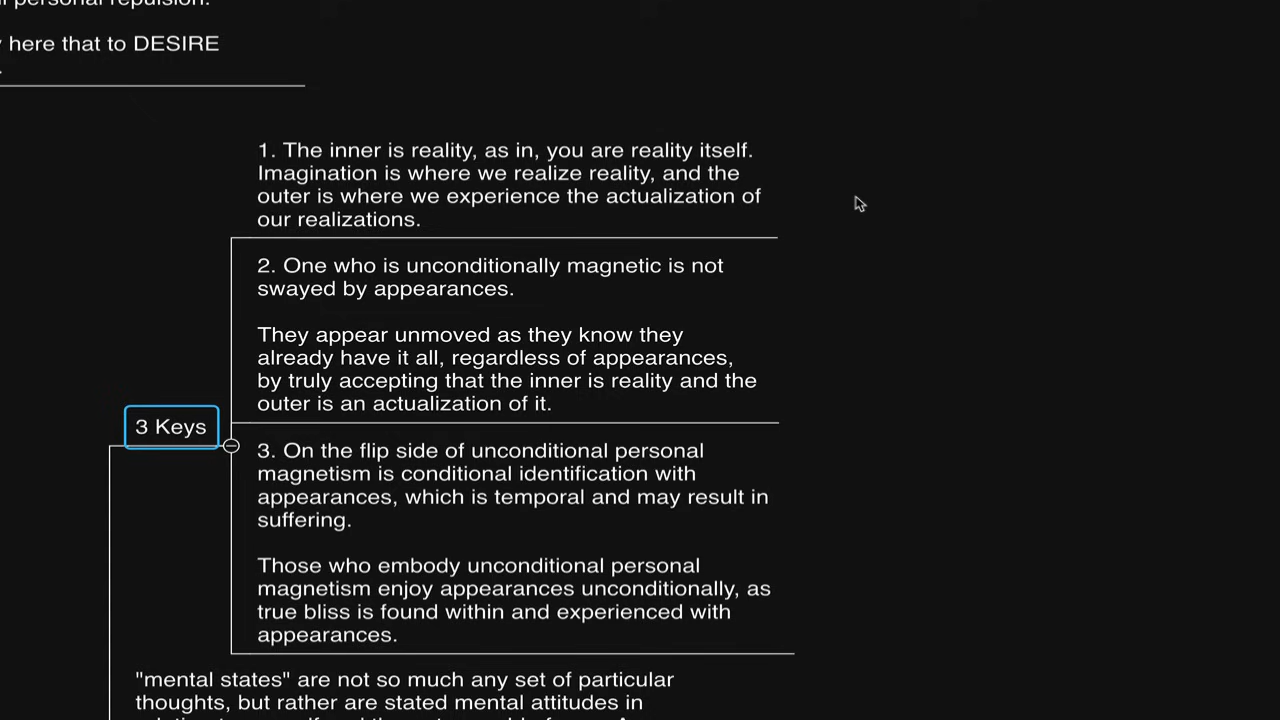 personal repulsion.
here that to DESIRE
1. The inner is reality, as in, you are reality itself.
Imagination is where we realize reality, and the
outer is where we experience the actualization of
our realizations.
2. One who is unconditionally magnetic is not
swayed by appearances.
They appear unmoved as they know they
already have it all, regardless of appearances,
by truly accepting that the inner is reality and the
outer is an actualization of it.
3 Keys
3. On the flip side of unconditional personal
magnetism is conditional identification with
appearances, which is temporal and may result in
suffering.
Those who embody unconditional personal
magnetism enjoy appearances unconditionally, as
true bliss is found within and experienced with
appearances.
"mental states" are not so much any set of particular
thoughts, but rather are stated mental attitudes in